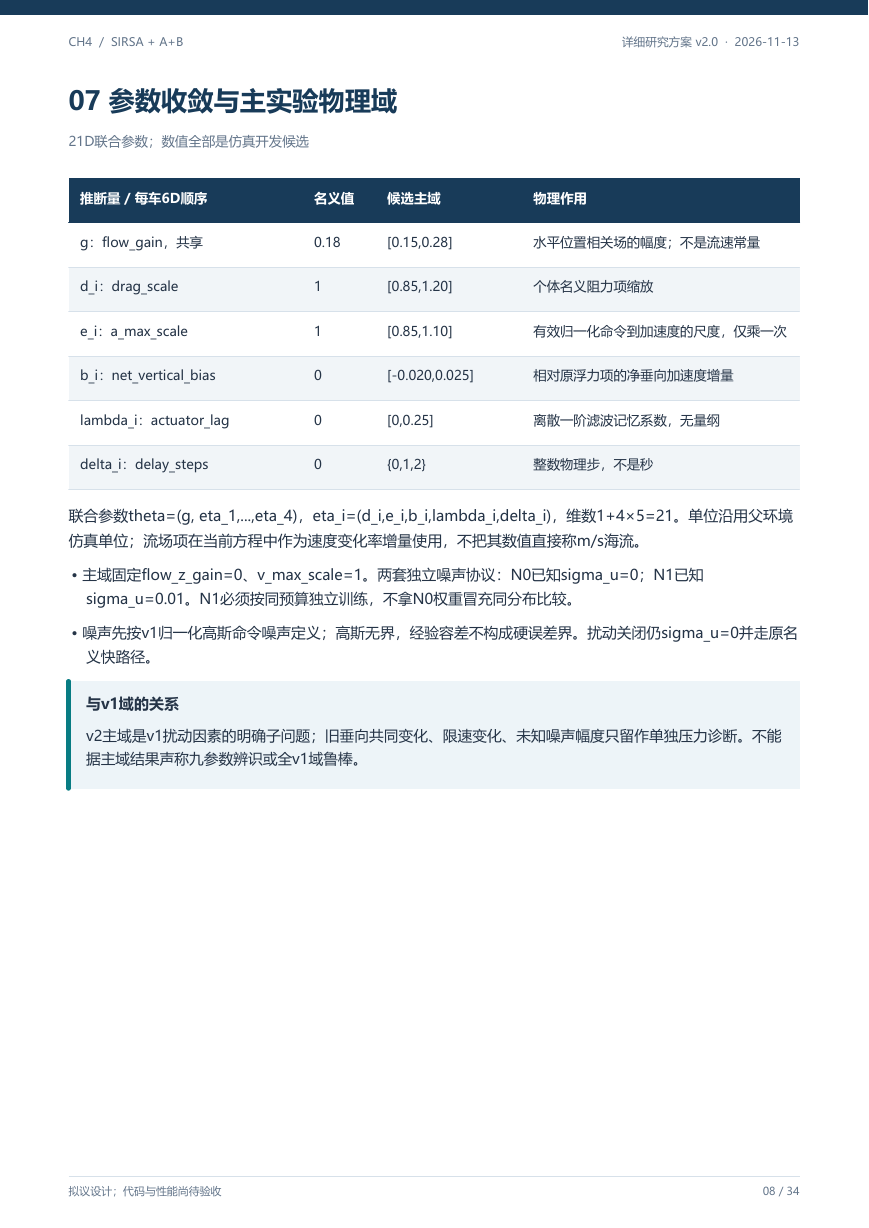 CH4 / SIRSA + A+B
详细研究方案 v2.0 · 2026-11-13
07 参数收敛与主实验物理域
21D联合参数；数值全部是仿真开发候选
推断量 / 每车6D顺序 名义值 候选主域 物理作用
g：flow_gain，共享 0.18 [0.15,0.28] 水平位置相关场的幅度；不是流速常量
d_i：drag_scale 1 [0.85,1.20] 个体名义阻力项缩放
e_i：a_max_scale 1 [0.85,1.10] 有效归一化命令到加速度的尺度，仅乘一次
b_i：net_vertical_bias 0 [-0.020,0.025] 相对原浮力项的净垂向加速度增量
lambda_i：actuator_lag 0 [0,0.25] 离散一阶滤波记忆系数，无量纲
delta_i：delay_steps 0 {0,1,2} 整数物理步，不是秒
联合参数theta=(g, eta_1,...,eta_4)，eta_i=(d_i,e_i,b_i,lambda_i,delta_i)，维数1+4×5=21。单位沿用父环境
仿真单位；流场项在当前方程中作为速度变化率增量使用，不把其数值直接称m/s海流。
• 主域固定flow_z_gain=0、v_max_scale=1。两套独立噪声协议：N0已知sigma_u=0；N1已知
sigma_u=0.01。N1必须按同预算独立训练，不拿N0权重冒充同分布比较。
• 噪声先按v1归一化高斯命令噪声定义；高斯无界，经验容差不构成硬误差界。扰动关闭仍sigma_u=0并走原名
义快路径。
与v1域的关系
v2主域是v1扰动因素的明确子问题；旧垂向共同变化、限速变化、未知噪声幅度只留作单独压力诊断。不能
据主域结果声称九参数辨识或全v1域鲁棒。
拟议设计；代码与性能尚待验收
08 / 34